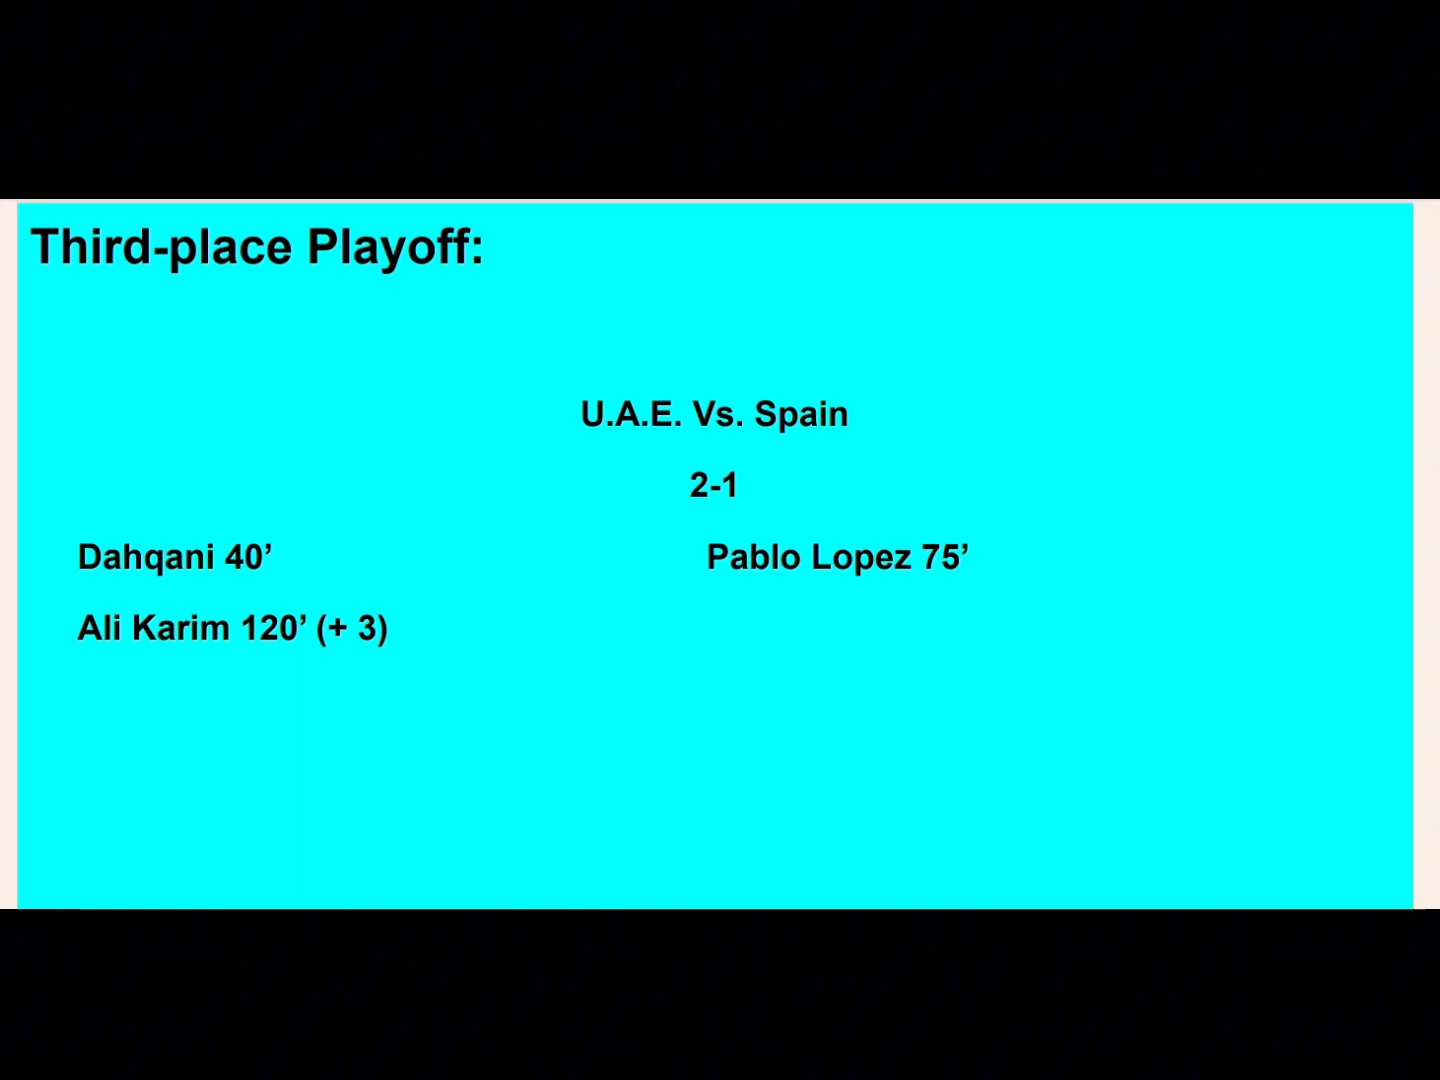 Third-place Playoff:
U.A.E. Vs. Spain
2-1
Dahqani 40’ Pablo Lopez 75’
Ali Karim 120’ (+ 3)